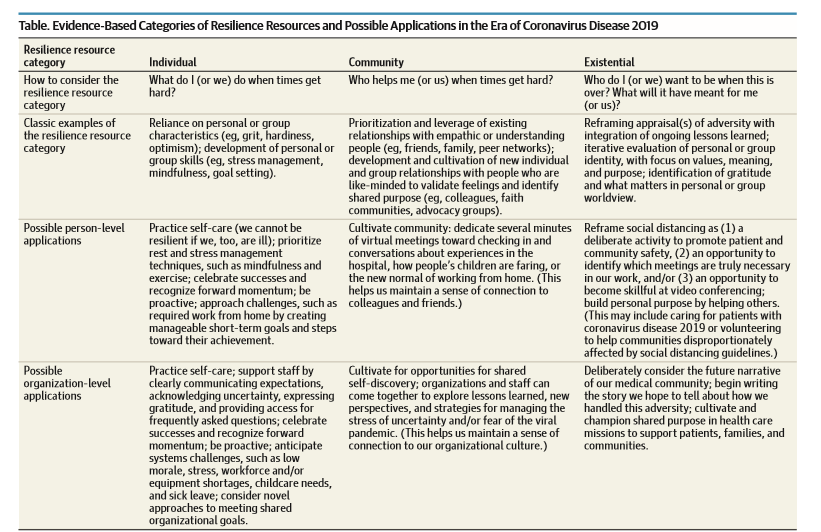 Table. Evidence-Based Categories of Resilience Resources and Possible Applications in the Era of Coronavirus Disease 2019
Resilience resource
category
Individual
Community
Existential
How to consider the
resilience resource
category
What do I (or we) do when times get
hard?
Who helps me (or us) when times get hard?
Who do I (or we) want to be when this is
over? What will it have meant for me
(or us)?
Classic examples of
the resilience resource
category
Reliance on personal or group
characteristics (eg, grit, hardiness,
optimism); development of personal or
group skills (eg, stress management,
mindfulness, goal setting).
Prioritization and leverage of existing
relationships with empathic or understanding
people (eg, friends, family, peer networks);
development and cultivation of new individual
and group relationships with people who are
like-minded to validate feelings and identify
shared purpose (eg, colleagues, faith
communities, advocacy groups).
Reframing appraisal(s) of adversity with
integration of ongoing lessons learned;
iterative evaluation of personal or group
identity, with focus on values, meaning,
and purpose; identification of gratitude
and what matters in personal or group
worldview.
Possible person-level
applications
Practice self-care (we cannot be
resilient if we, too, are ill); prioritize
rest and stress management
techniques, such as mindfulness and
exercise; celebrate successes and
recognize forward momentum; be
proactive; approach challenges, such as
required work from home by creating
manageable short-term goals and steps
toward their achievement.
Cultivate community: dedicate several minutes
of virtual meetings toward checking in and
conversations about experiences in the
hospital, how people's children are faring, or
the new normal of working from home. (This
helps us maintain a sense of connection to
colleagues and friends.)
Reframe social distancing as (1) a
deliberate activity to promote patient and
community safety, (2) an opportunity to
identify which meetings are truly necessary
in our work, and/or (3) an opportunity to
become skillful at video conferencing;
build personal purpose by helping others.
(This may include caring for patients with
coronavirus disease 2019 or volunteering
to help communities disproportionately
affected by social distancing guidelines.)
Possible
organization-level
applications
Practice self-care; support staff by
clearly communicating expectations,
acknowledging uncertainty, expressing
gratitude, and providing access for
frequently asked questions; celebrate
successes and recognize forward
momentum; be proactive; anticipate
systems challenges, such as low
morale, stress, workforce and/or
equipment shortages, childcare needs,
and sick leave; consider novel
approaches to meeting shared
organizational goals.
Cultivate for opportunities for shared
self-discovery; organizations and staff can
come together to explore lessons learned, new
perspectives, and strategies for managing the
stress of uncertainty and/or fear of the viral
pandemic. (This helps us maintain a sense of
connection to our organizational culture.)
Deliberately consider the future narrative
of our medical community; begin writing
the story we hope to tell about how we
handled this adversity; cultivate and
champion shared purpose in health care
missions to support patients, families, and
communities.